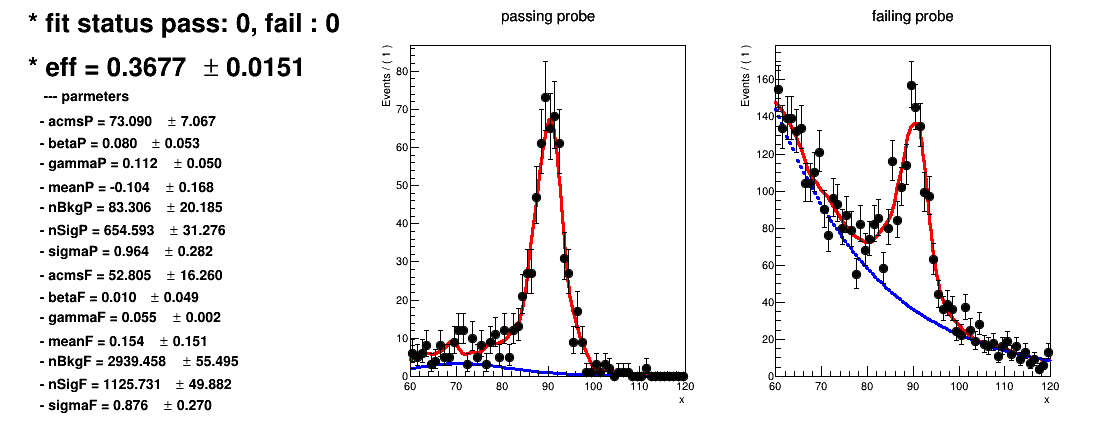 * fit status pass: 0, fail : 0
* eff = 0.3677 ± 0.0151
--- parmeters
- acmsP = 73.090 ± 7.067
- betaP = 0.080 ± 0.053
- gammaP = 0.112 ± 0.050
- meanP = -0.104 ± 0.168
- nBkgP = 83.306 ± 20.185
- nSigP = 654.593 ± 31.276
- sigmaP = 0.964 ± 0.282
- acmsF = 52.805 ± 16.260
- betaF = 0.010 ± 0.049
- gammaF = 0.055 ± 0.002
- meanF = 0.154 ± 0.151
- nBkgF = 2939.458 ± 55.495
- nSigF = 1125.731 ± 49.882
- sigmaF = 0.876 ± 0.270
passing probe
Events / ( 1 )
80
70
60
50
40
30
20
10
0
60 70 80 90 100 110 120
x
failing probe
Events / ( 1 )
160
140
120
100
80
60
40
20
0
60 70 80 90 100 110 120
x